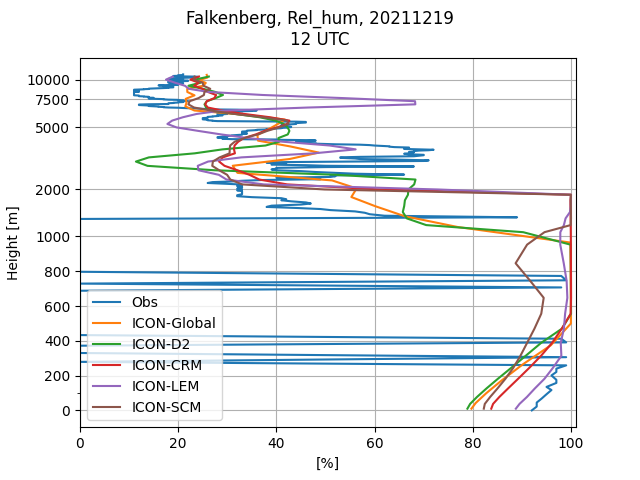 Falkenberg, Rel_hum, 20211219
12 UTC
Height [m]
10000
7500
5000
2000
1000
800
600
400
200
0
Obs
ICON-Global
ICON-D2
ICON-CRM
ICON-LEM
ICON-SCM
0 20 40 60 80 100
[%]